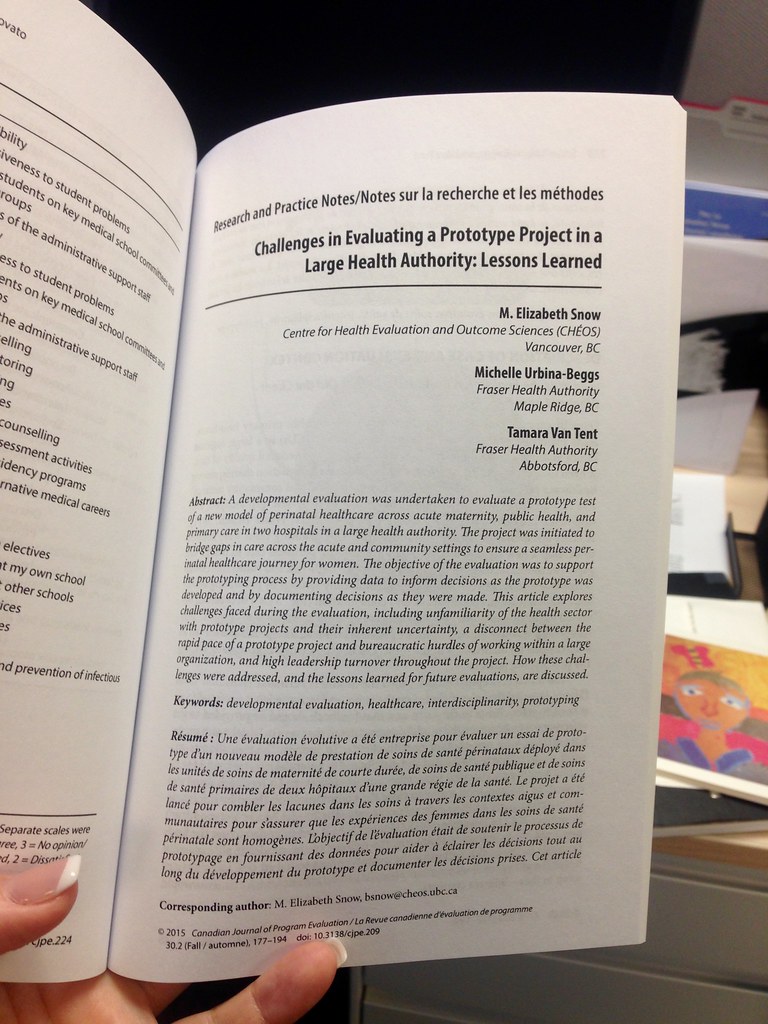 ovato
bility
iveness to student problems
students on key medical school committees and
roups
s of the administrative support staff
ess to student problems
ents on key medical school committees and
ps
he administrative support staff
elling
toring
ng
es
counselling
sessment activities
idency programs
rnative medical careers
electives
t my own school
t other schools
ices
es
nd prevention of infectious
Separate scales were
ree, 3 = No opinion/
ed, 2 =
cjpe.224
Research and Practice Notes/Notes sur la recherche et les méthodes
Challenges in Evaluating a Prototype Project in a
Large Health Authority: Lessons Learned
M. Elizabeth Snow
Centre for Health Evaluation and Outcome Sciences (CHÉOS)
Vancouver, BC
Michelle Urbina-Beggs
Fraser Health Authority
Maple Ridge, BC
Tamara Van Tent
Fraser Health Authority
Abbotsford, BC
Abstract: A developmental evaluation was undertaken to evaluate a prototype test
of a new model of perinatal healthcare across acute maternity, public health, and
primary care in two hospitals in a large health authority. The project was initiated to
bridge gaps in care across the acute and community settings to ensure a seamless per-
inatal healthcare journey for women. The objective of the evaluation was to support
the prototyping process by providing data to inform decisions as the prototype was
developed and by documenting decisions as they were made. This article explores
challenges faced during the evaluation, including unfamiliarity of the health sector
with prototype projects and their inherent uncertainty, a disconnect between the
rapid pace of a prototype project and bureaucratic hurdles of working within a large
organization, and high leadership turnover throughout the project. How these chal-
lenges were addressed, and the lessons learned for future evaluations, are discussed.
Keywords: developmental evaluation, healthcare, interdisciplinarity, prototyping
Résumé : Une évaluation évolutive a été entreprise pour évaluer un essai de proto-
type d'un nouveau modèle de prestation de soins de santé périnataux déployé dans
les unités de soins de maternité de courte durée, de soins de santé publique et de soins
de santé primaires de deux hôpitaux d'une grande régie de la santé. Le projet a été
lancé pour combler les lacunes dans les soins à travers les contextes aigus et com-
munautaires pour s'assurer que les expériences des femmes dans les soins de santé
périnatale sont homogènes. L'objectif de l'évaluation était de soutenir le processus de
prototypage en fournissant des données pour aider à éclairer les décisions tout au
long du développement du prototype et documenter les décisions prises. Cet article
Corresponding author: M. Elizabeth Snow, bsnow@cheos.ubc.ca
© 2015 Canadian Journal of Program Evaluation / La Revue canadienne d'évaluation de programme
30.2 (Fall / automne), 177–194 doi: 10.3138/cjpe.209